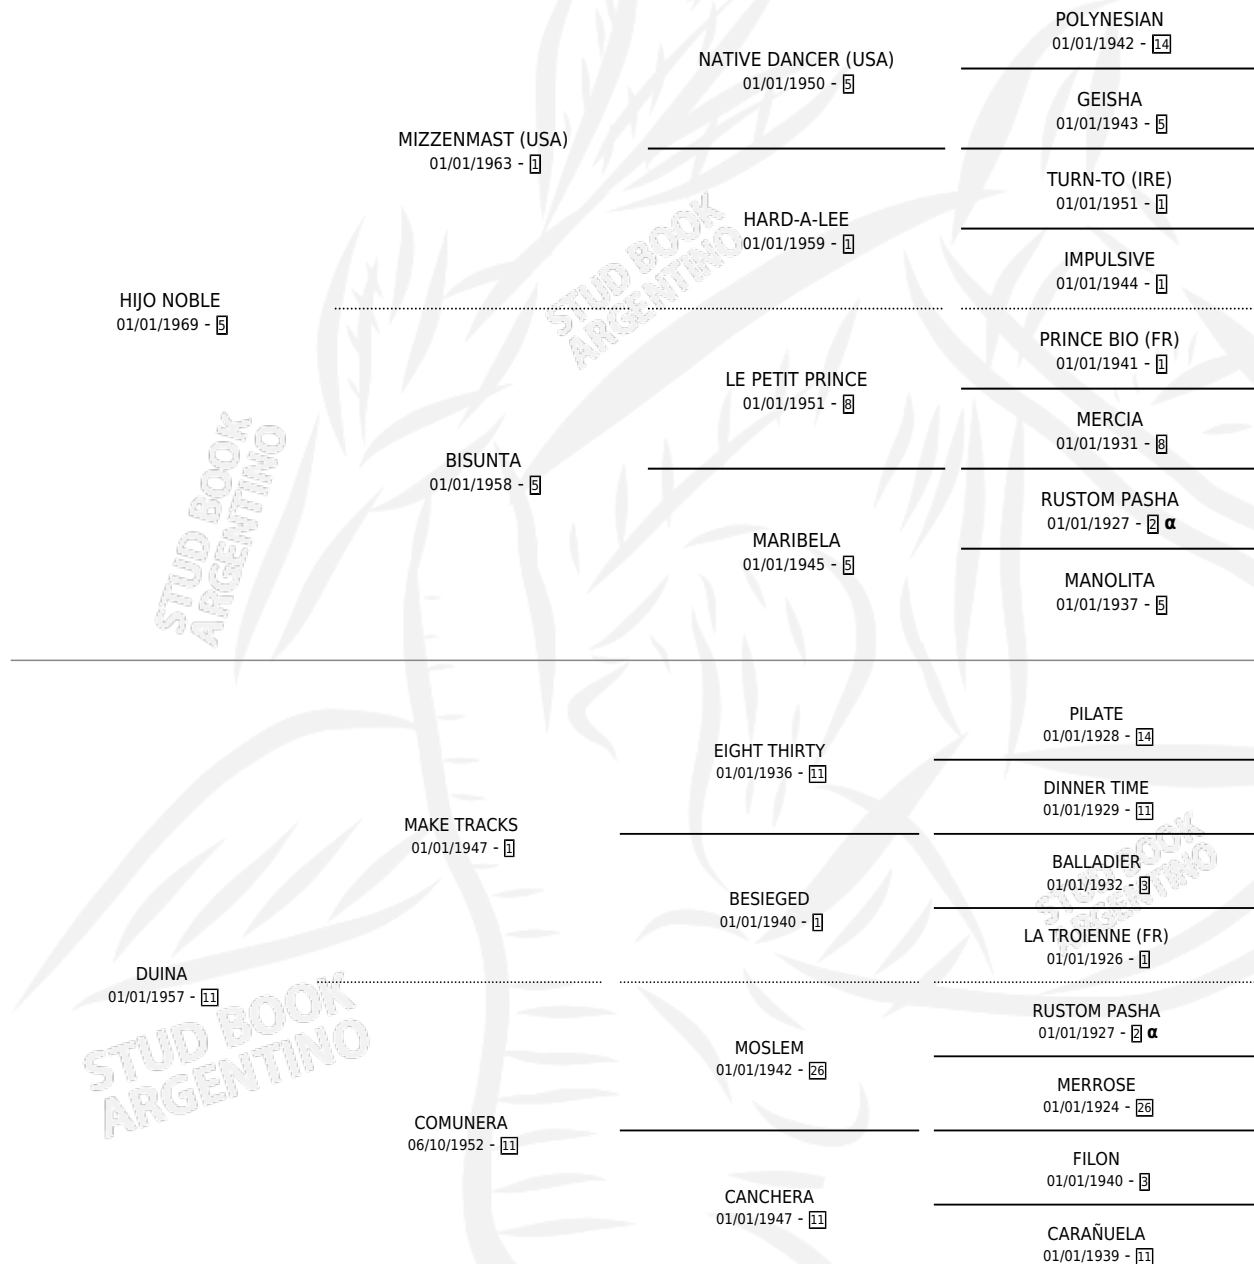 POLYNESIAN
01/01/1942 - 14
NATIVE DANCER (USA)
01/01/1950 - 5
GEISHA
01/01/1943 - 5
MIZZENMAST (USA)
01/01/1963 - 1
TURN-TO (IRE)
01/01/1951 - 1
HARD-A-LEE
01/01/1959 - 1
IMPULSIVE
01/01/1944 - 1
HIJO NOBLE
01/01/1969 - 5
PRINCE BIO (FR)
01/01/1941 - 1
LE PETIT PRINCE
01/01/1951 - 8
MERCIA
01/01/1931 - 8
BISUNTA
01/01/1958 - 5
RUSTOM PASHA
01/01/1927 - 2 α
MARIBELA
01/01/1945 - 5
MANOLITA
01/01/1937 - 5
PILATE
01/01/1928 - 14
EIGHT THIRTY
01/01/1936 - 11
DINNER TIME
01/01/1929 - 11
MAKE TRACKS
01/01/1947 - 1
BALLADIER
01/01/1932 - 3
BESIEGED
01/01/1940 - 1
LA TROIENNE (FR)
01/01/1926 - 1
DUINA
01/01/1957 - 11
RUSTOM PASHA
01/01/1927 - 2 α
MOSLEM
01/01/1942 - 26
MERROSE
01/01/1924 - 26
COMUNERA
06/10/1952 - 11
FILON
01/01/1940 - 3
CANCHERA
01/01/1947 - 11
CARAÑUELA
01/01/1939 - 11
STUD BOOK
ARGENTINO
STUD BOOK
ARGENTINO
STUD BOOK
ARGENTINO
STUD BOOK
ARGENTINO